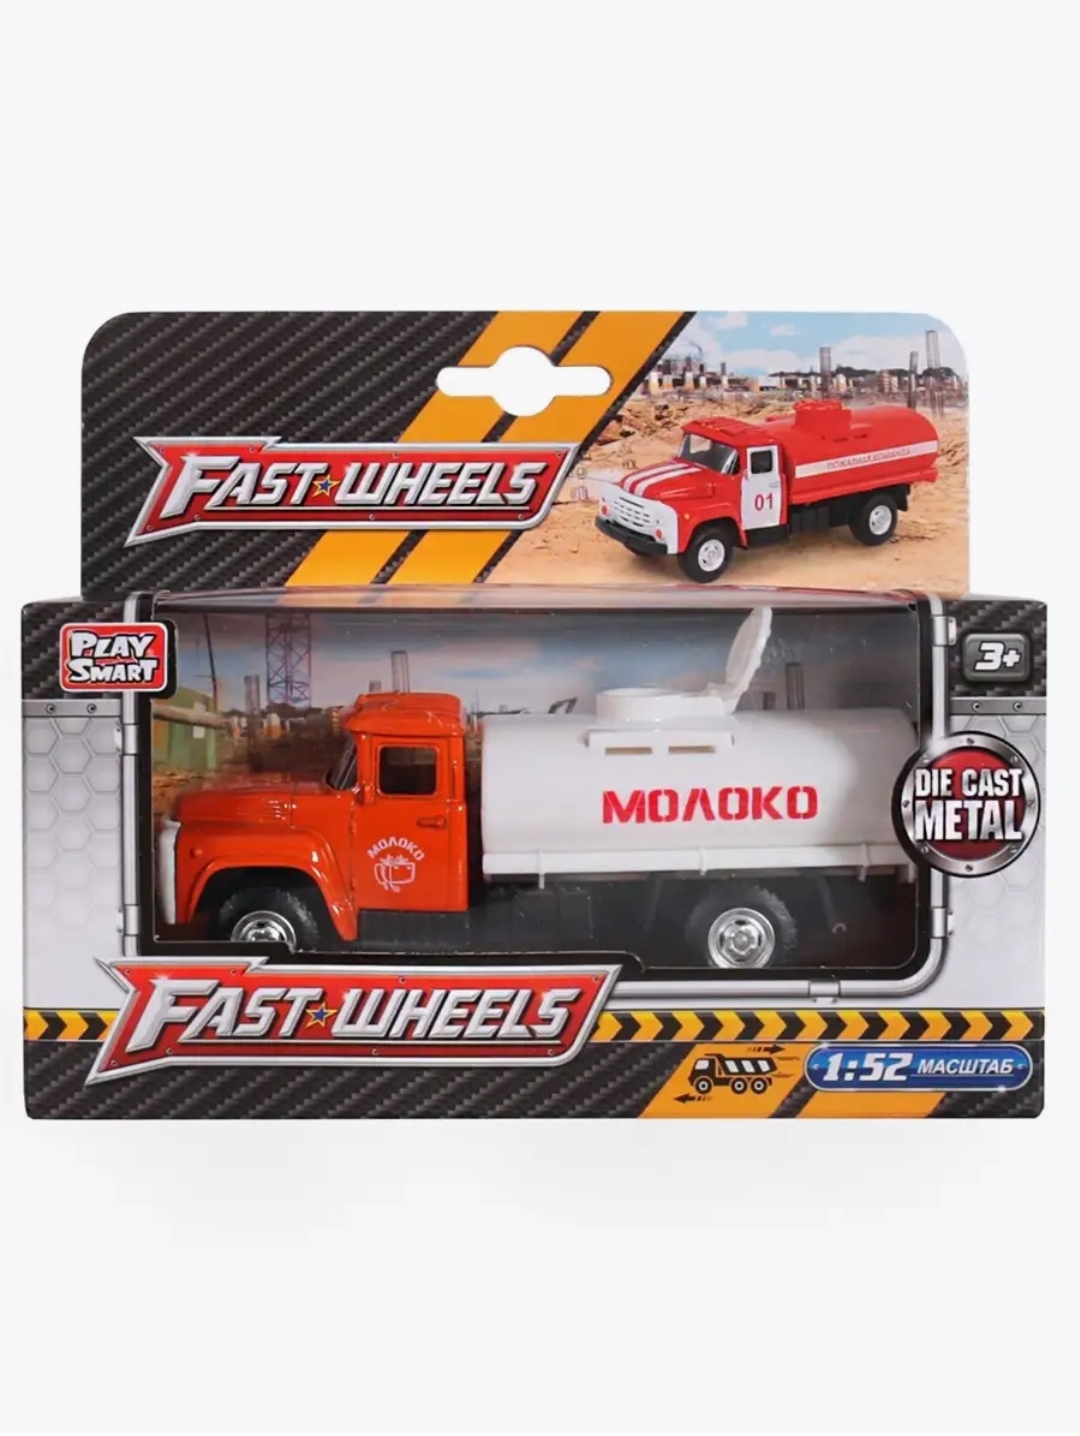 FAST WHEELS
ПОЖАРНАЯ КОМАНДА
01
PLAY
SMART
3+
DIE CAST
METAL
МОЛОКО
МОЛОКО
FAST WHEELS
1:52 МАСШТАБ